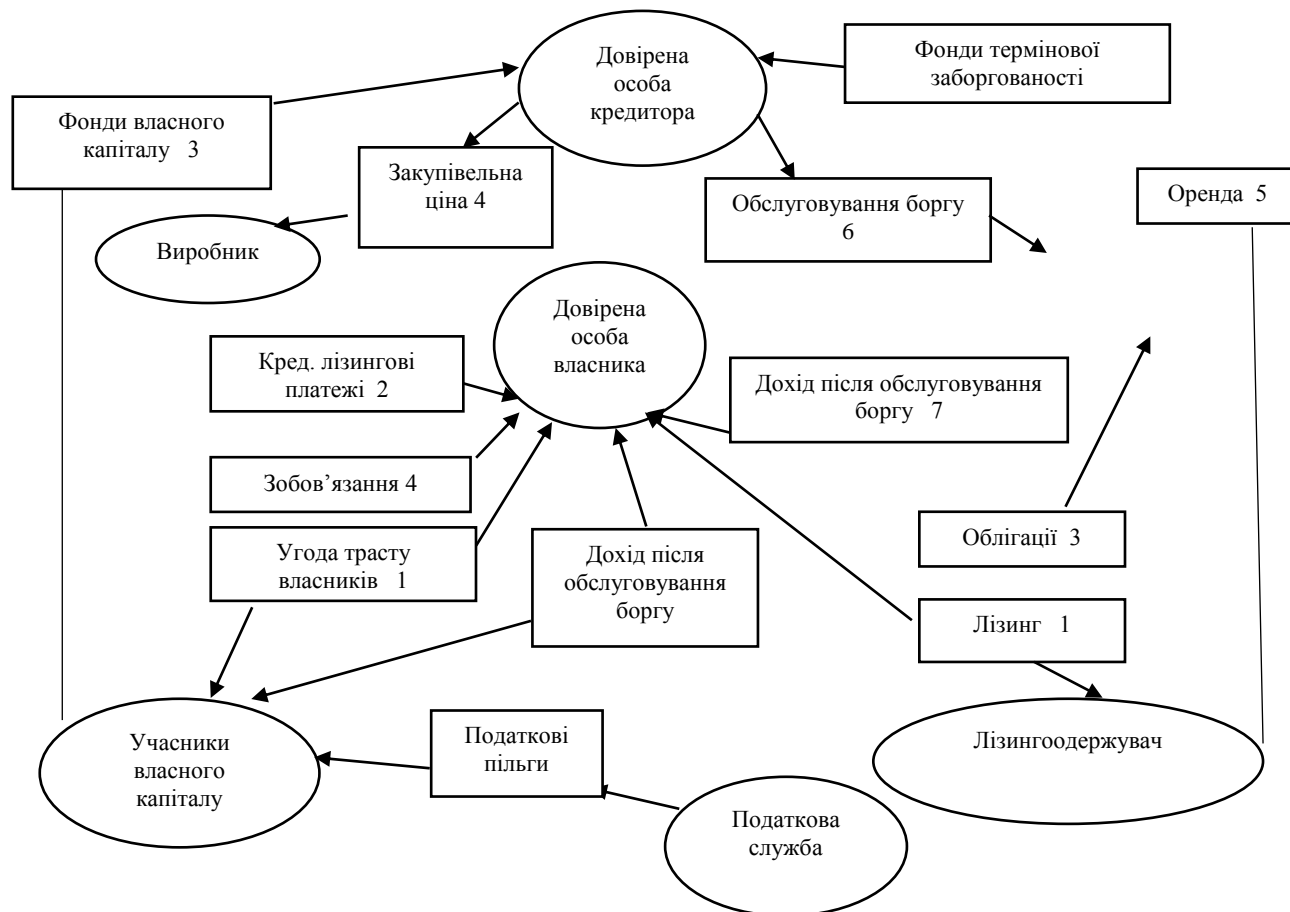 Довірена
особа
кредитора
Фонди термінової
заборгованості
Фонди власного
капіталу 3
Закупівельна
ціна 4
Обслуговування боргу
6
Оренда 5
Виробник
Довірена
особа
власника
Кред. лізингові
платежі 2
Дохід після обслуговування
боргу 7
Зобов’язання 4
Угода трасту
власників 1
Дохід після
обслуговування
боргу
Облігації 3
Лізинг 1
Учасники
власного
капіталу
Податкові
пільги
Лізингоодержувач
Податкова
служба